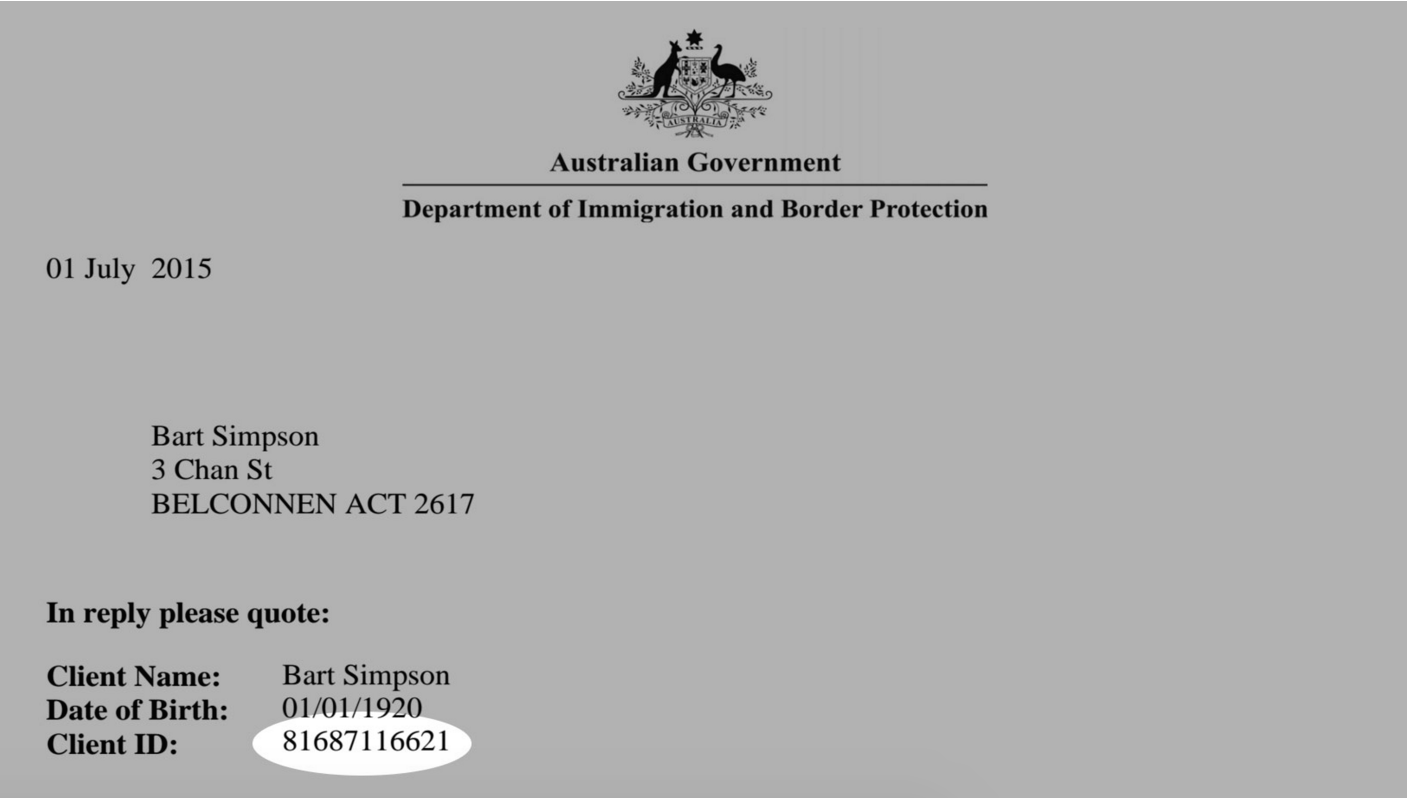 AUSTRALIA
Australian Government
Department of Immigration and Border Protection
01 July 2015
Bart Simpson
3 Chan St
BELCONNEN ACT 2617
In reply please quote:
Client Name: Bart Simpson
Date of Birth: 01/01/1920
Client ID: 81687116621